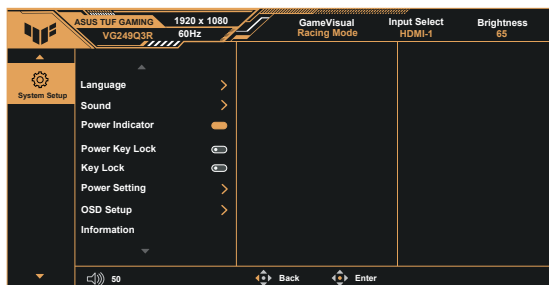 ASUS TUF GAMING 1920 x 1080 GameVisual Input Select Brightness
VG249Q3R 60Hz Racing Mode HDMI-1 65
System Setup
Language
Sound
Power Indicator
Power Key Lock
Key Lock
Power Setting
OSD Setup
Information
50 Back Enter